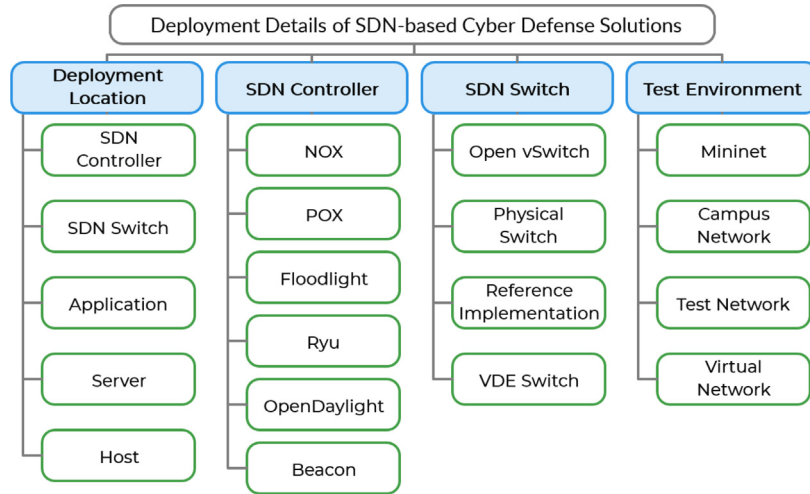 Deployment Details of SDN-based Cyber Defense Solutions
Deployment
Location
SDN
Controller
SDN Switch
Application
Server
Host
SDN Controller
NOX
POX
Floodlight
Ryu
OpenDaylight
Beacon
SDN Switch
Open vSwitch
Physical
Switch
Reference
Implementation
VDE Switch
Test Environment
Mininet
Campus
Network
Test Network
Virtual
Network